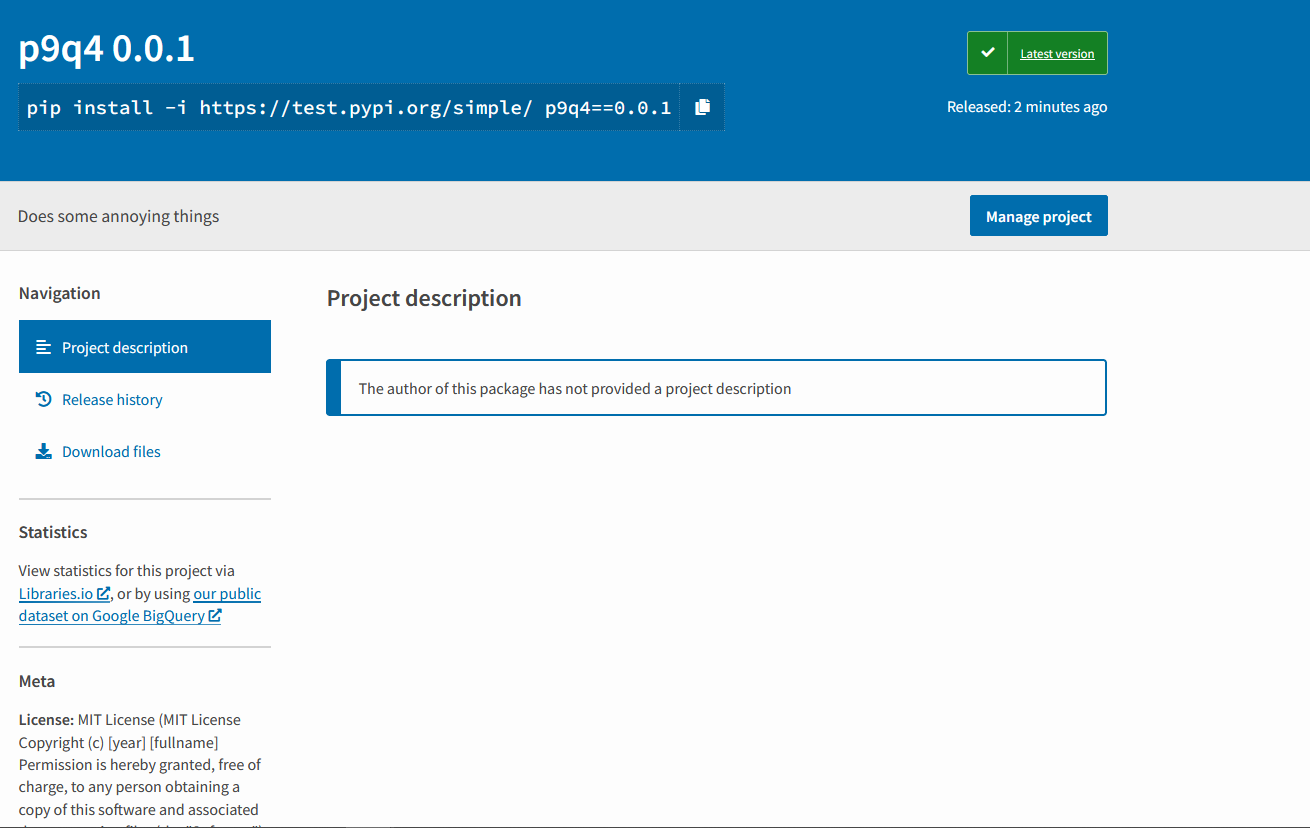 p9q4 0.0.1
pip install -i https://test.pypi.org/simple/ p9q4==0.0.1
Latest version
Released: 2 minutes ago
Does some annoying things
Manage project
Navigation
Project description
Release history
Download files
Statistics
View statistics for this project via
Libraries.io, or by using our public
dataset on Google BigQuery
Meta
License: MIT License (MIT License
Copyright (c) [year] [fullname]
Permission is hereby granted, free of
charge, to any person obtaining a
copy of this software and associated
Project description
The author of this package has not provided a project description